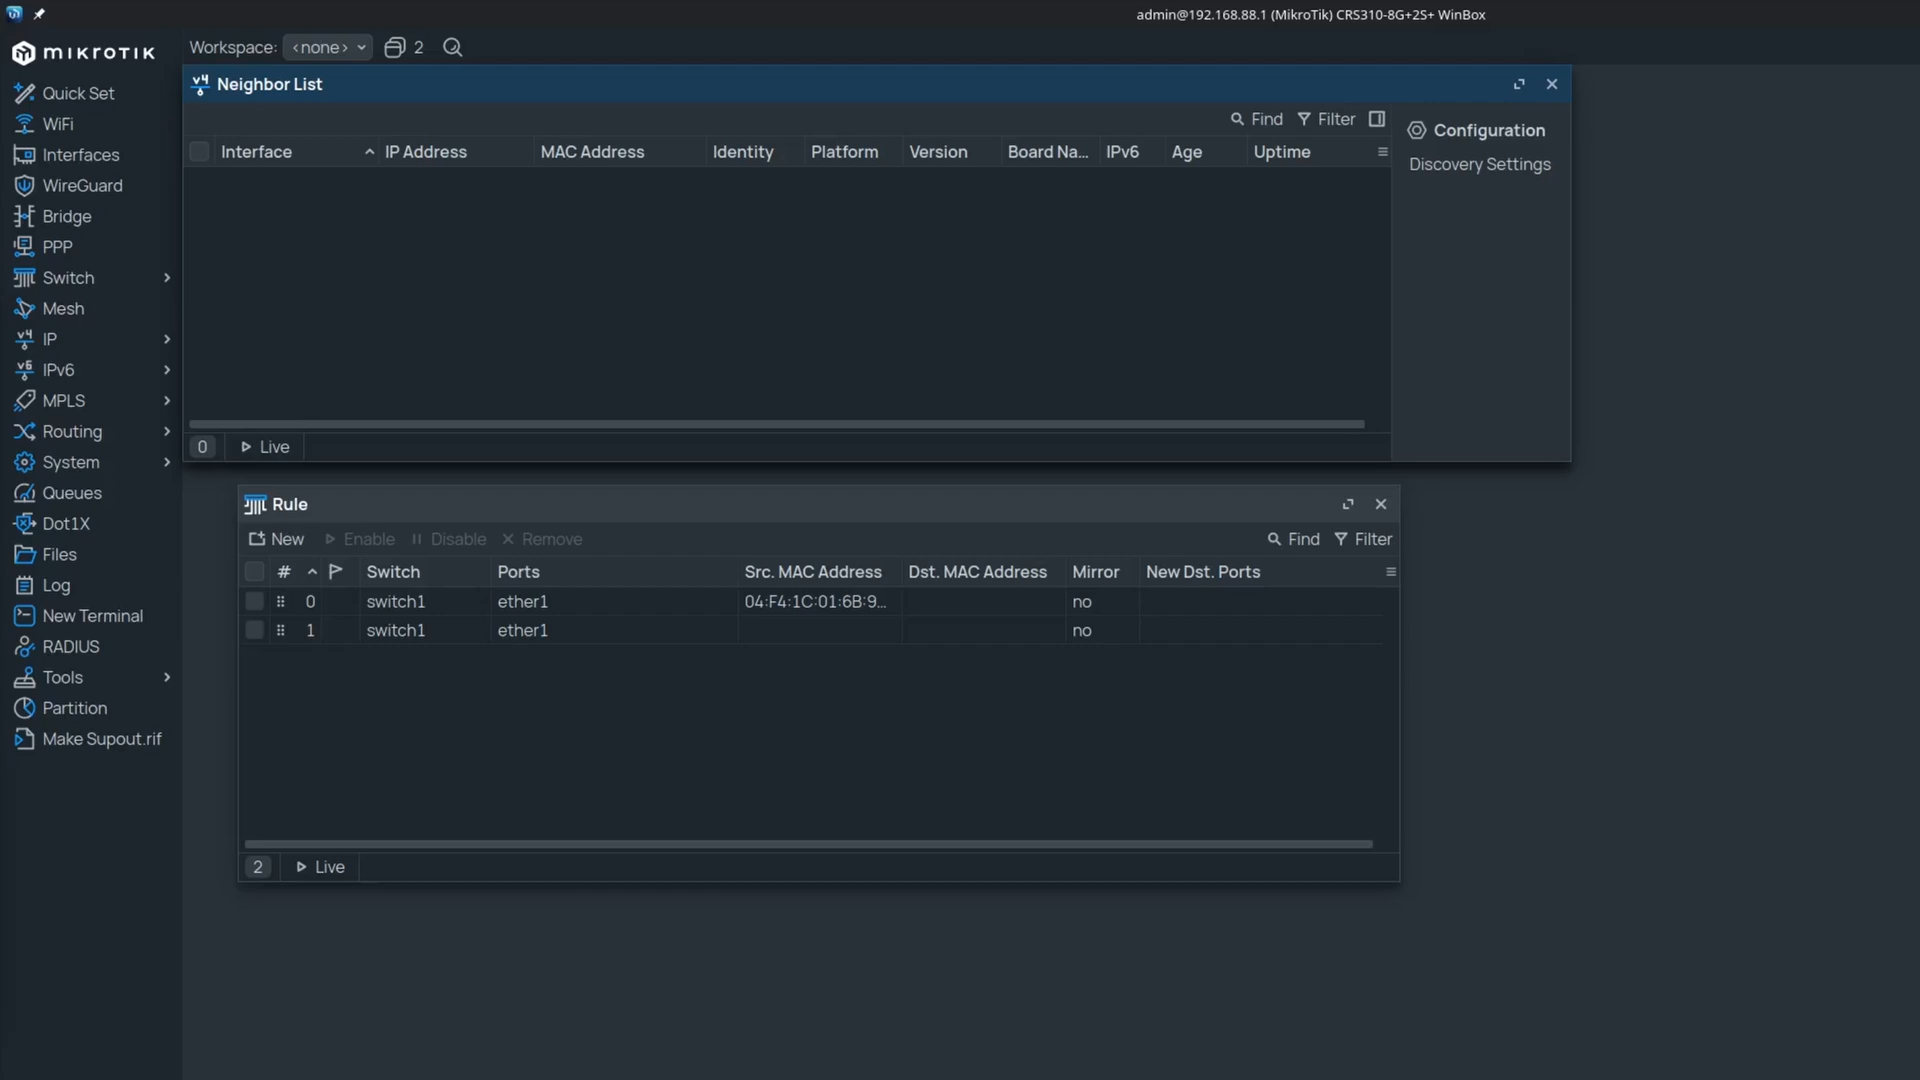 admin@192.168.88.1 (MikroTik) CRS310-8G+2S+ WinBox
MikroTik
Workspace: <none> 2
Quick Set
WiFi
Interfaces
WireGuard
Bridge
PPP
Switch
Mesh
IP
IPv6
MPLS
Routing
System
Queues
Dot1X
Files
Log
New Terminal
RADIUS
Tools
Partition
Make Supout.rif
v4 Neighbor List
Find Filter
Interface IP Address MAC Address Identity Platform Version Board Na... IPv6 Age Uptime
0 Live
Configuration
Discovery Settings
Rule
New Enable Disable Remove Find Filter
# Switch Ports Src. MAC Address Dst. MAC Address Mirror New Dst. Ports
0 switch1 ether1 04:F4:1C:01:6B:9... no
1 switch1 ether1 no
2 Live